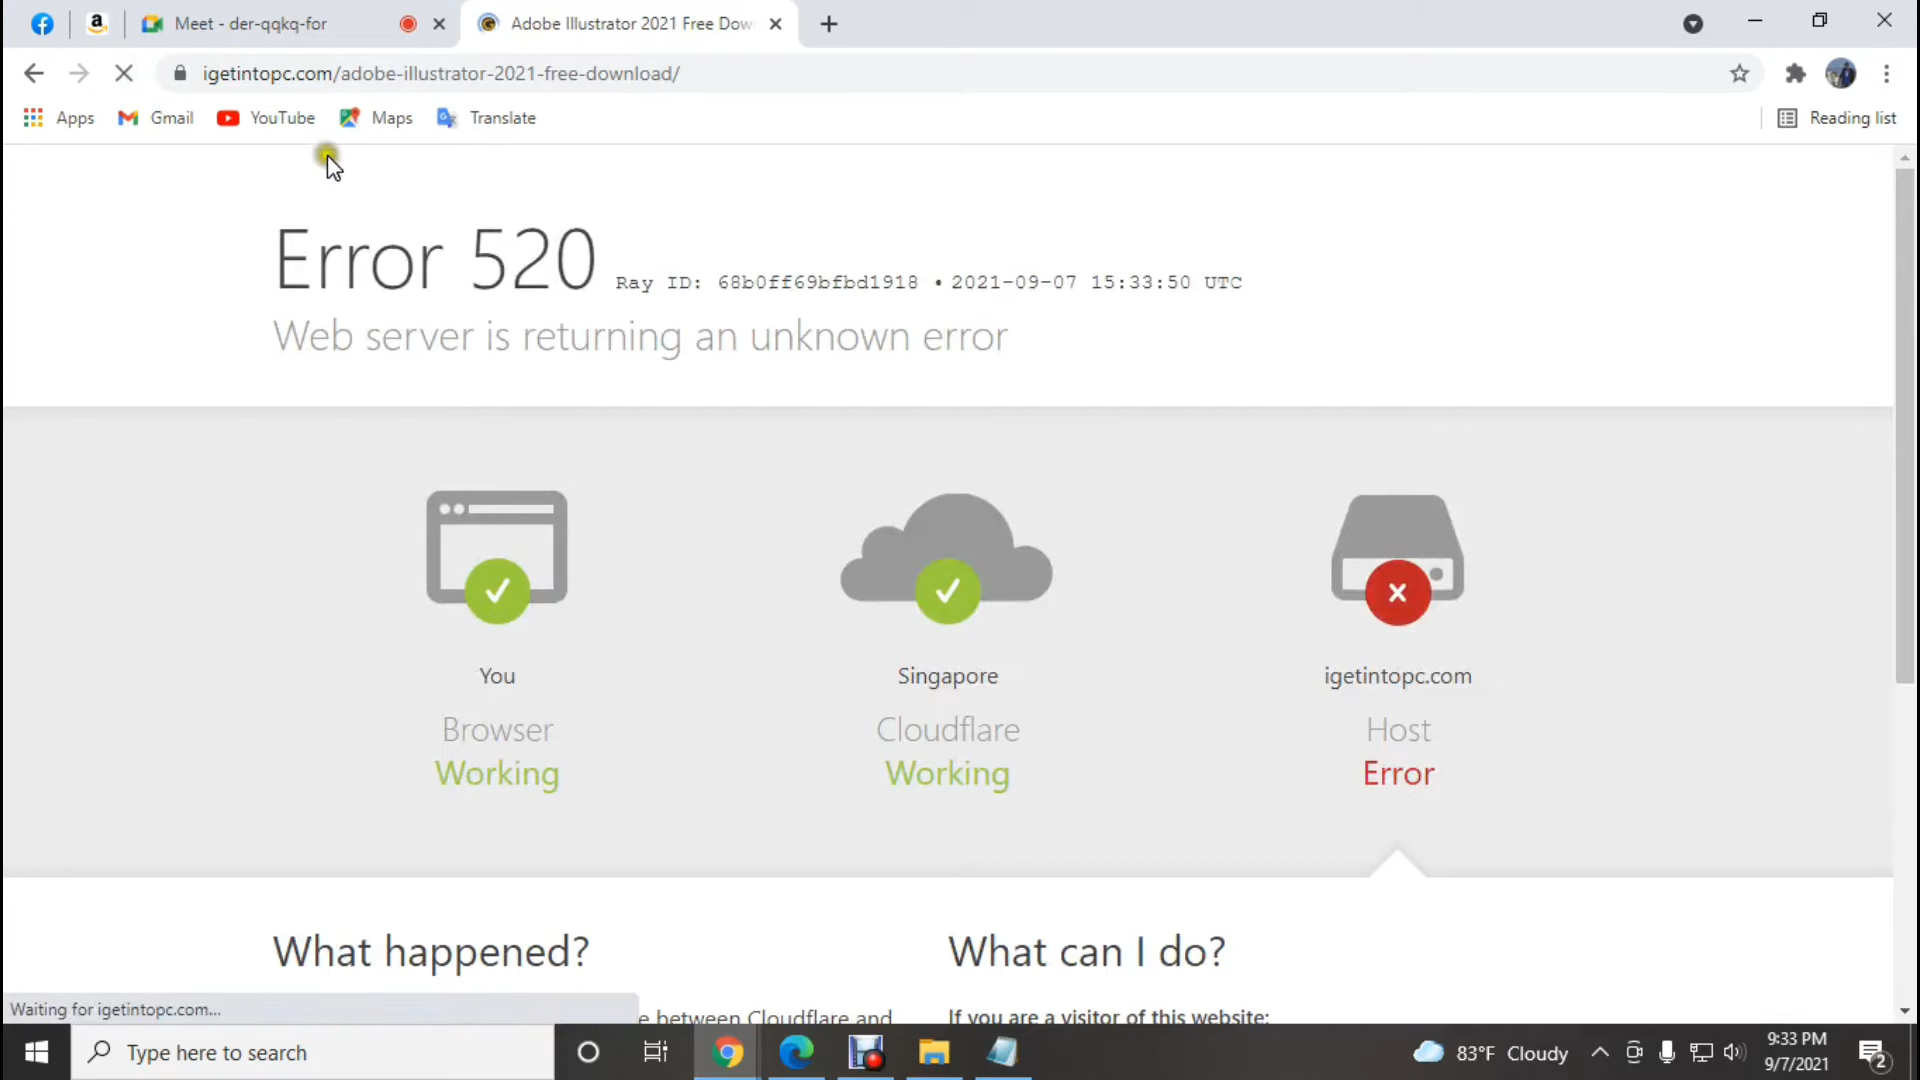 Meet - der-qqkq-for
Adobe Illustrator 2021 Free Dow
igetintopc.com/adobe-illustrator-2021-free-download/
Apps Gmail YouTube Maps Translate Reading list
Error 520 Ray ID: 68b0ff69bfbd1918 • 2021-09-07 15:33:50 UTC
Web server is returning an unknown error
You
Browser
Working
Singapore
Cloudflare
Working
igetintopc.com
Host
Error
What happened?
What can I do?
Waiting for igetintopc.com...
e between Cloudflare and
If you are a visitor of this website:
Type here to search
83°F Cloudy
9:33 PM
9/7/2021
2